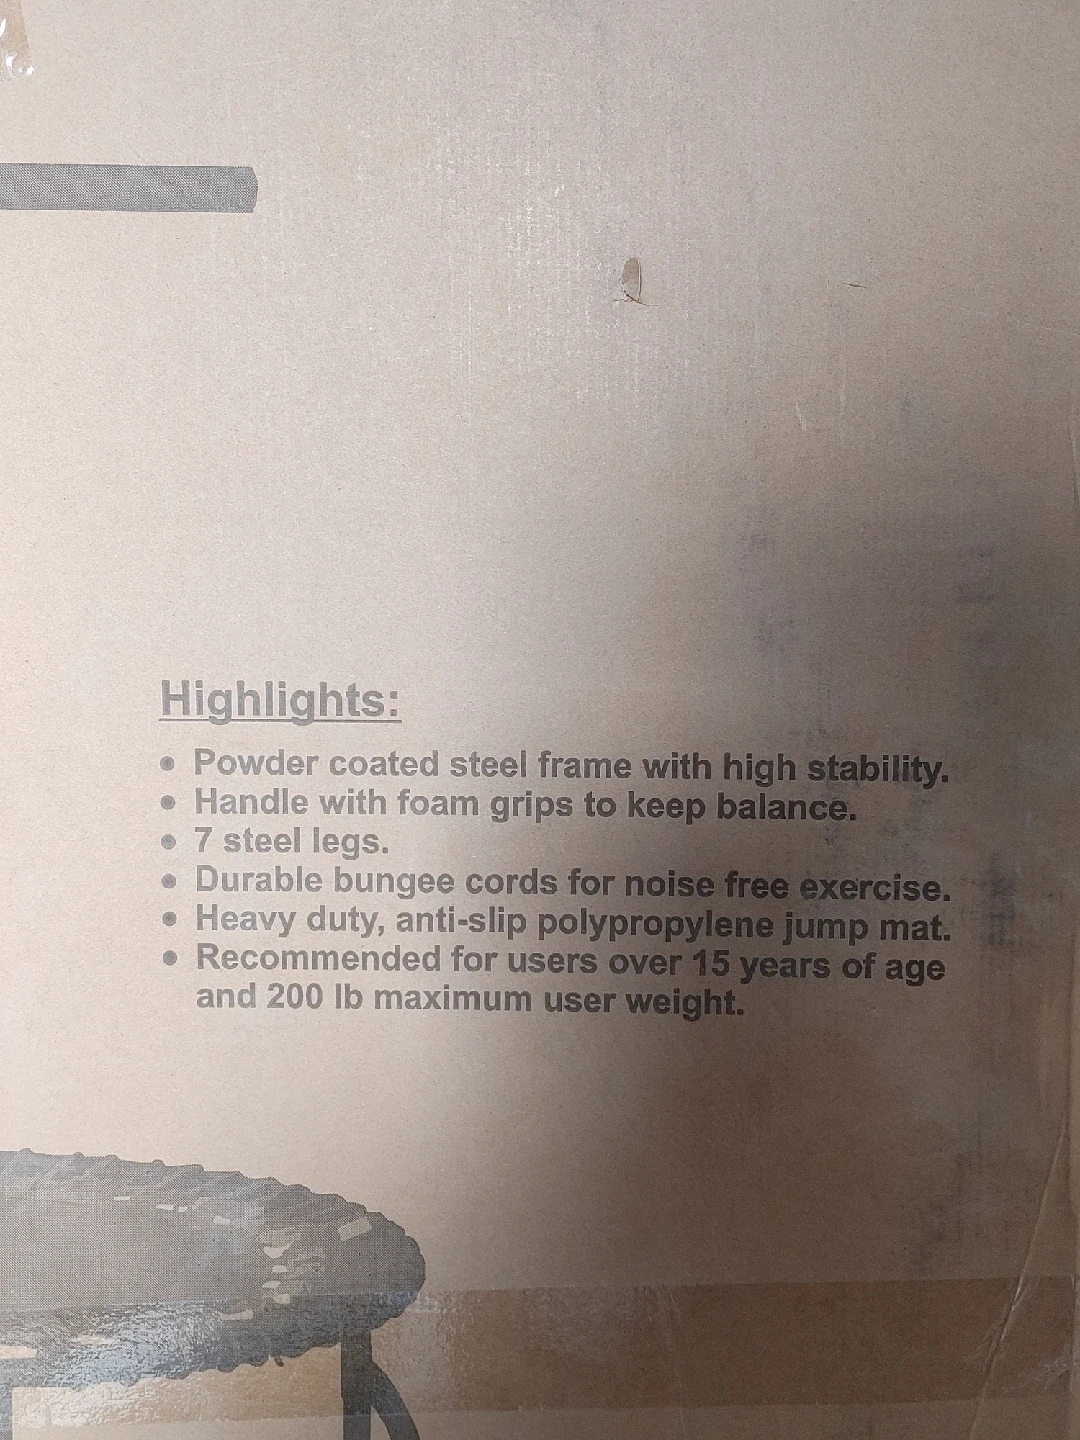 Highlights:
• Powder coated steel frame with high stability.
• Handle with foam grips to keep balance.
• 7 steel legs.
• Durable bungee cords for noise free exercise.
• Heavy duty, anti-slip polypropylene jump mat.
• Recommended for users over 15 years of age
and 200 lb maximum user weight.